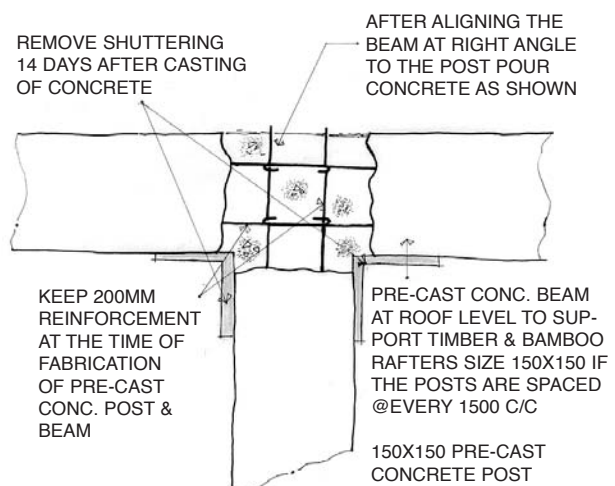 REMOVE SHUTTERING
14 DAYS AFTER CASTING
OF CONCRETE
AFTER ALIGNING THE
BEAM AT RIGHT ANGLE
TO THE POST POUR
CONCRETE AS SHOWN
KEEP 200MM
REINFORCEMENT
AT THE TIME OF
FABRICATION
OF PRE-CAST
CONC. POST &
BEAM
PRE-CAST CONC. BEAM
AT ROOF LEVEL TO SUP-
PORT TIMBER & BAMBOO
RAFTERS SIZE 150X150 IF
THE POSTS ARE SPACED
@EVERY 1500 C/C
150X150 PRE-CAST
CONCRETE POST